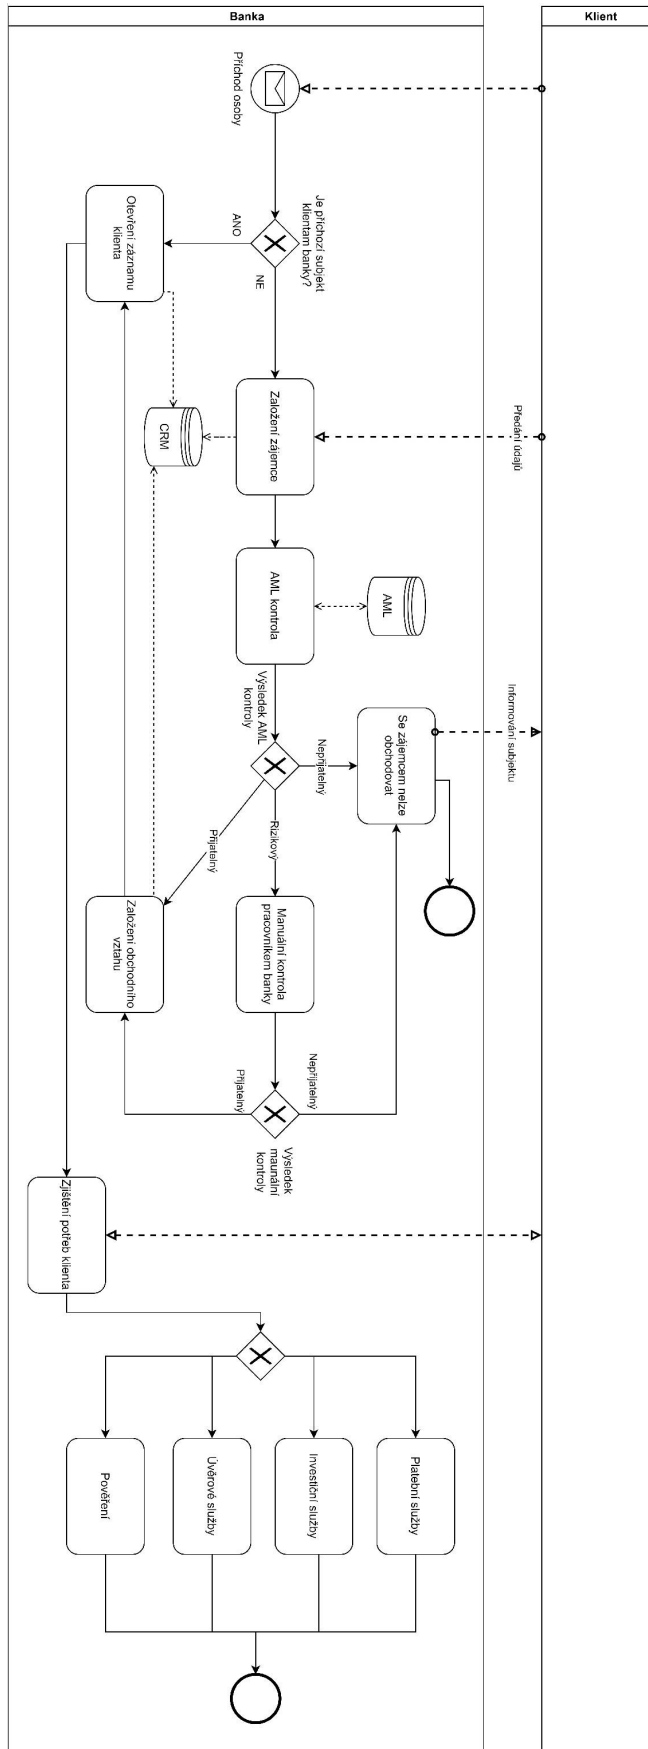 Banka
Klient
Příchod osoby
Je příchozí subjekt
klientam banky?
ANO
NE
Otevření záznamu
klienta
CRM
Založení zájemce
Předání údajů
AML kontrola
AML
Výsledek AML
kontroly
Nepřijatelný
Rizikový
Přijatelný
Se zájemcem nelze
obchodovat
Informování subjektu
Založení obchodního
vztahu
Manuální kontrola
pracovníkem banky
Nepřijatelný
Přijatelný
Výsledek
maunální
kontroly
Zjištění potřeb klienta
Platební služby
Investiční služby
Úvěrové služby
Pověření